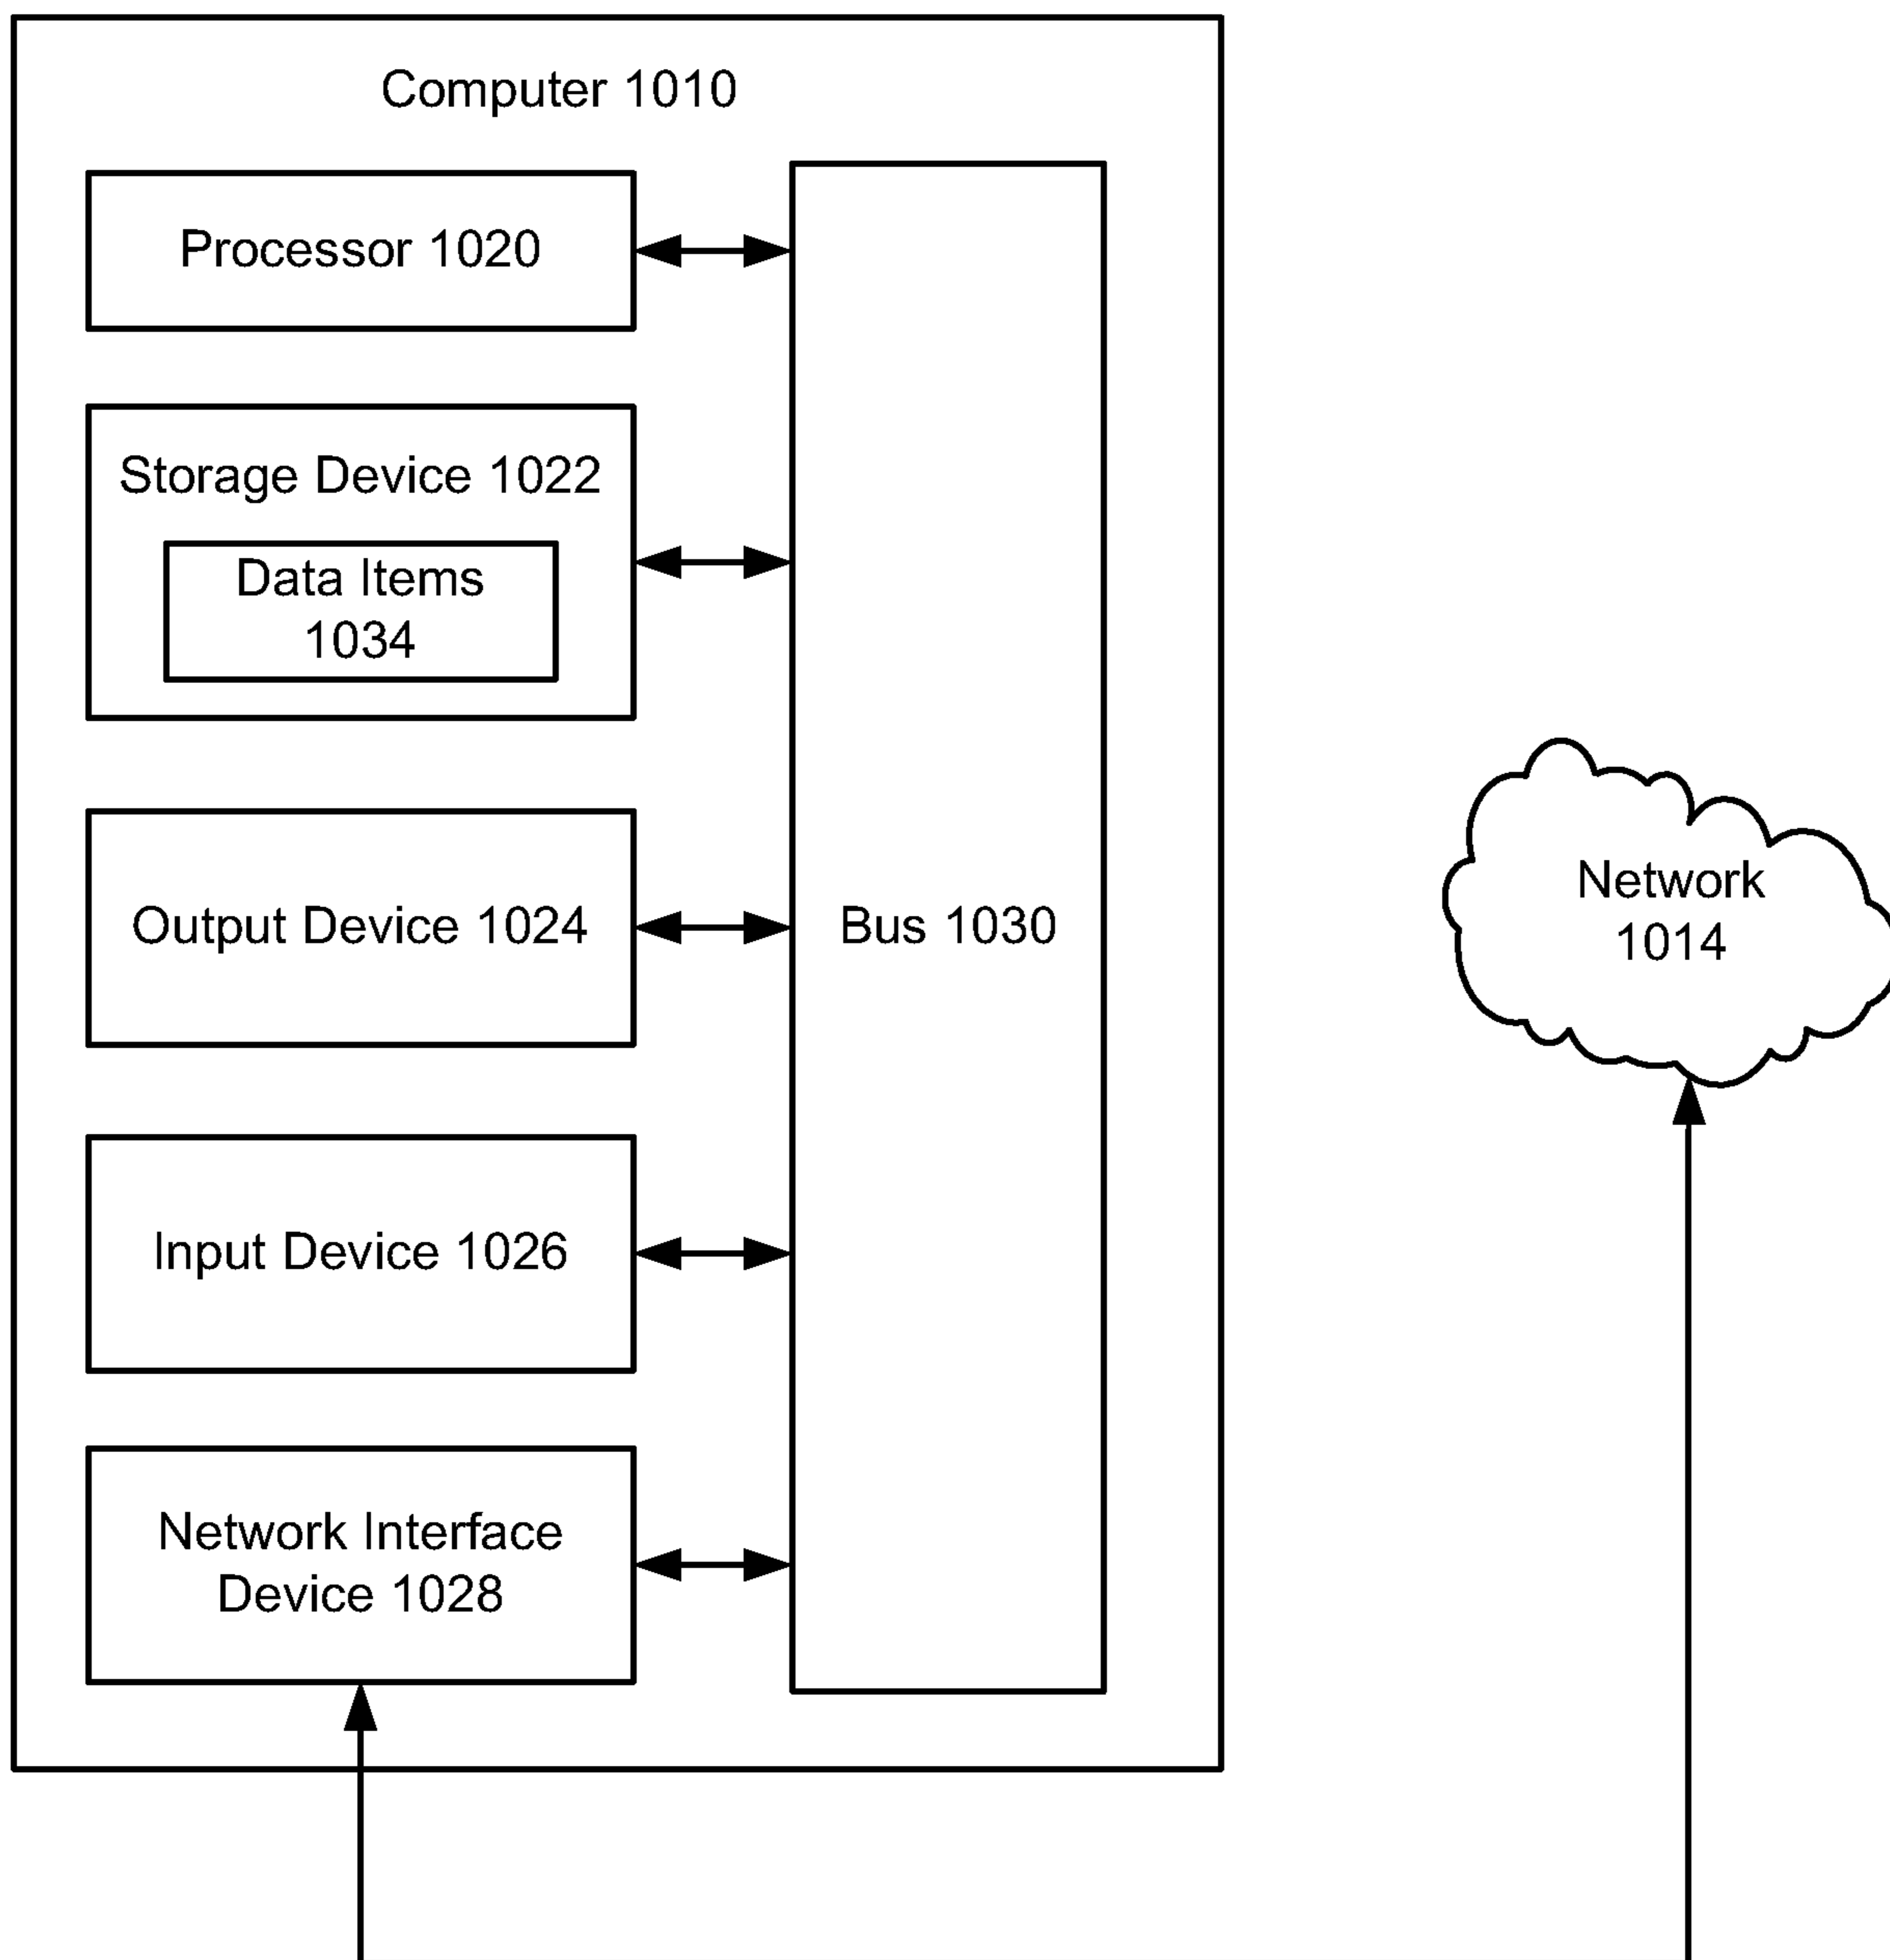 Computer 1010
Processor 1020
Storage Device 1022
Data Items
1034
Output Device 1024
Input Device 1026
Network Interface
Device 1028
Bus 1030
Network
1014